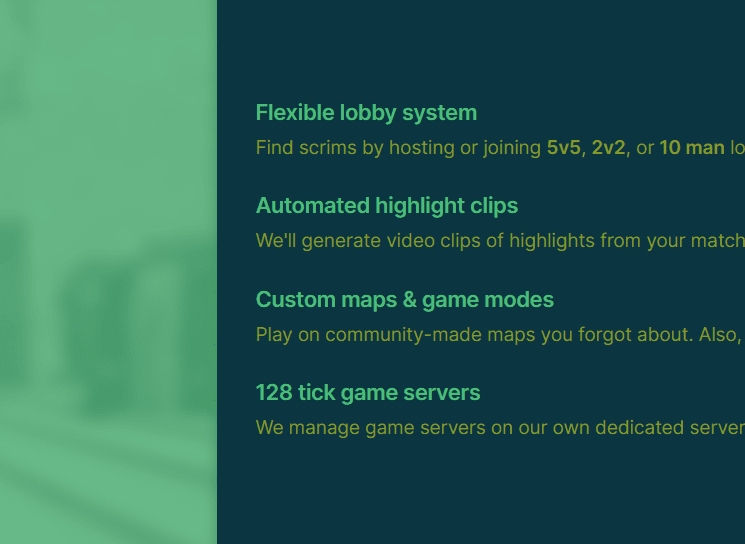 Flexible lobby system
Find scrims by hosting or joining 5v5, 2v2, or 10 man lo
Automated highlight clips
We'll generate video clips of highlights from your match
Custom maps & game modes
Play on community-made maps you forgot about. Also,
128 tick game servers
We manage game servers on our own dedicated server